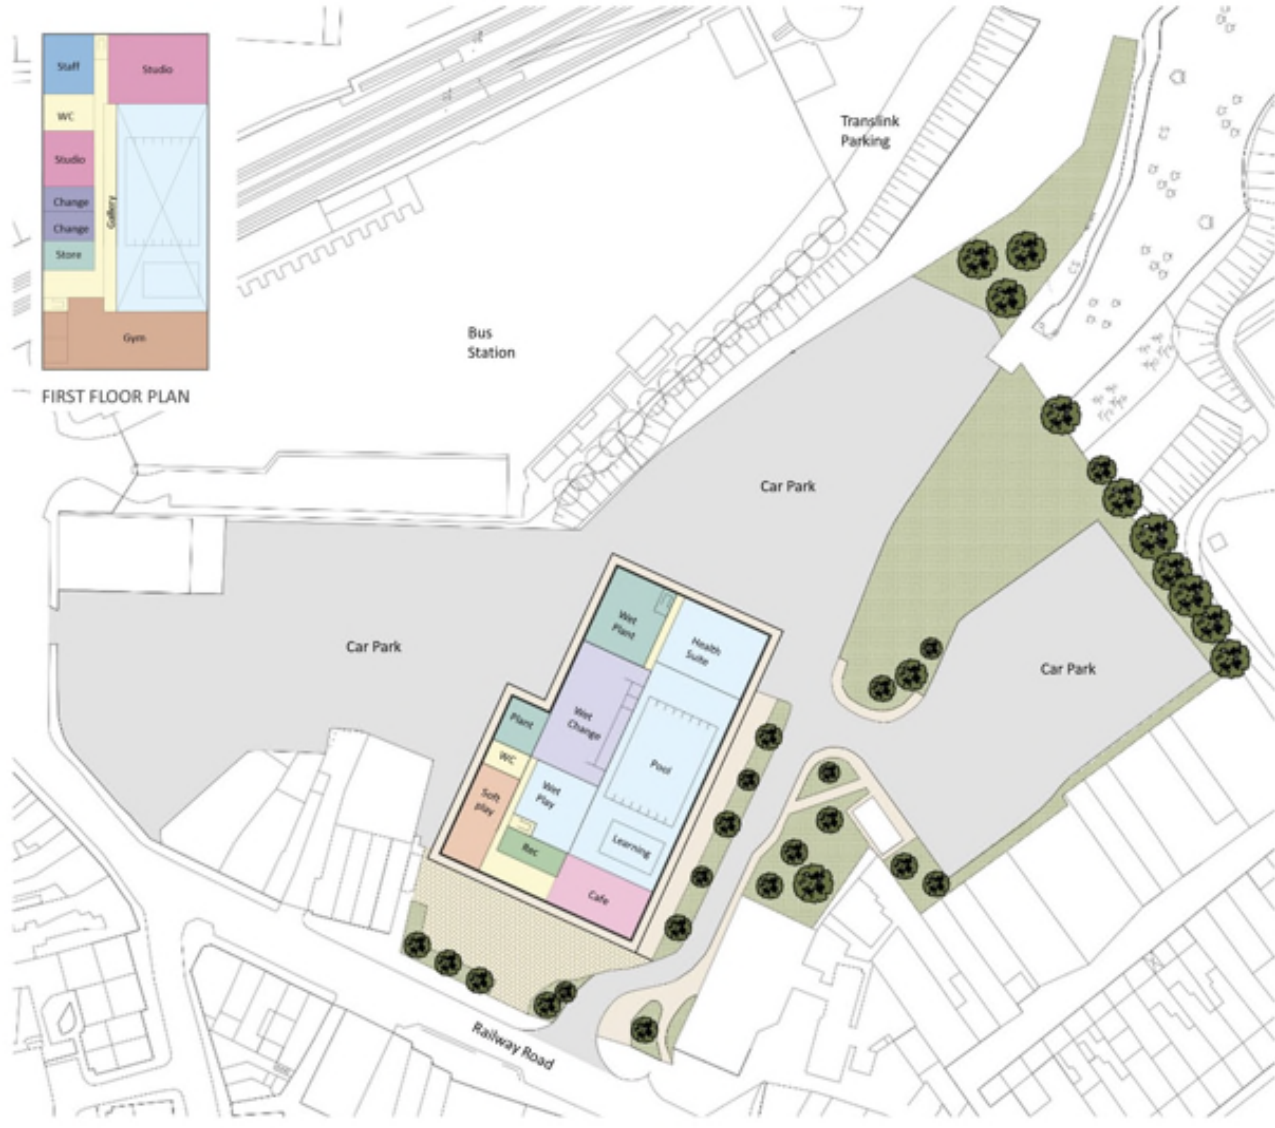 Staff
Studio
WC
Studio
Change
Change
Gallery
Store
Gym
FIRST FLOOR PLAN
Translink
Parking
Bus
Station
Car Park
Car Park
Car Park
Wet
Plant
Health
Suite
Wet
Change
Plant
WC
Pool
Soft
play
Wet
Play
Learning
Rec
Cafe
Railway Road